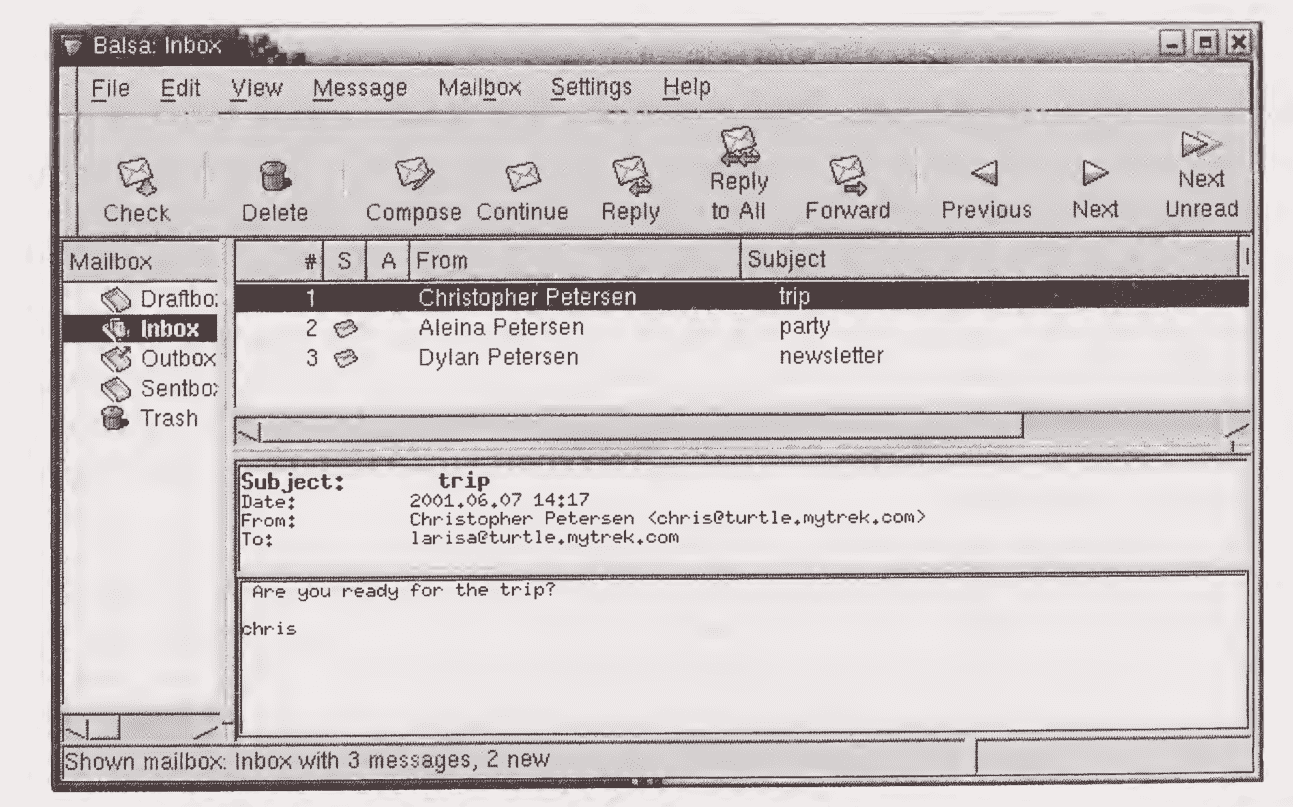 Balsa: Inbox
File Edit View Message Mailbox Settings Help
Check Delete Compose Continue Reply Reply to All Forward Previous Next Next Unread
Mailbox # S A From Subject
Draftbo
Inbox
Outbox
Sentbo
Trash
1 Christopher Petersen trip
2 Aleina Petersen party
3 Dylan Petersen newsletter
Subject: trip
Date: 2001.06.07 14:17
From: Christopher Petersen <chris@turtle.mytrek.com>
To: larisa@turtle.mytrek.com
Are you ready for the trip?
chris
Shown mailbox: Inbox with 3 messages, 2 new